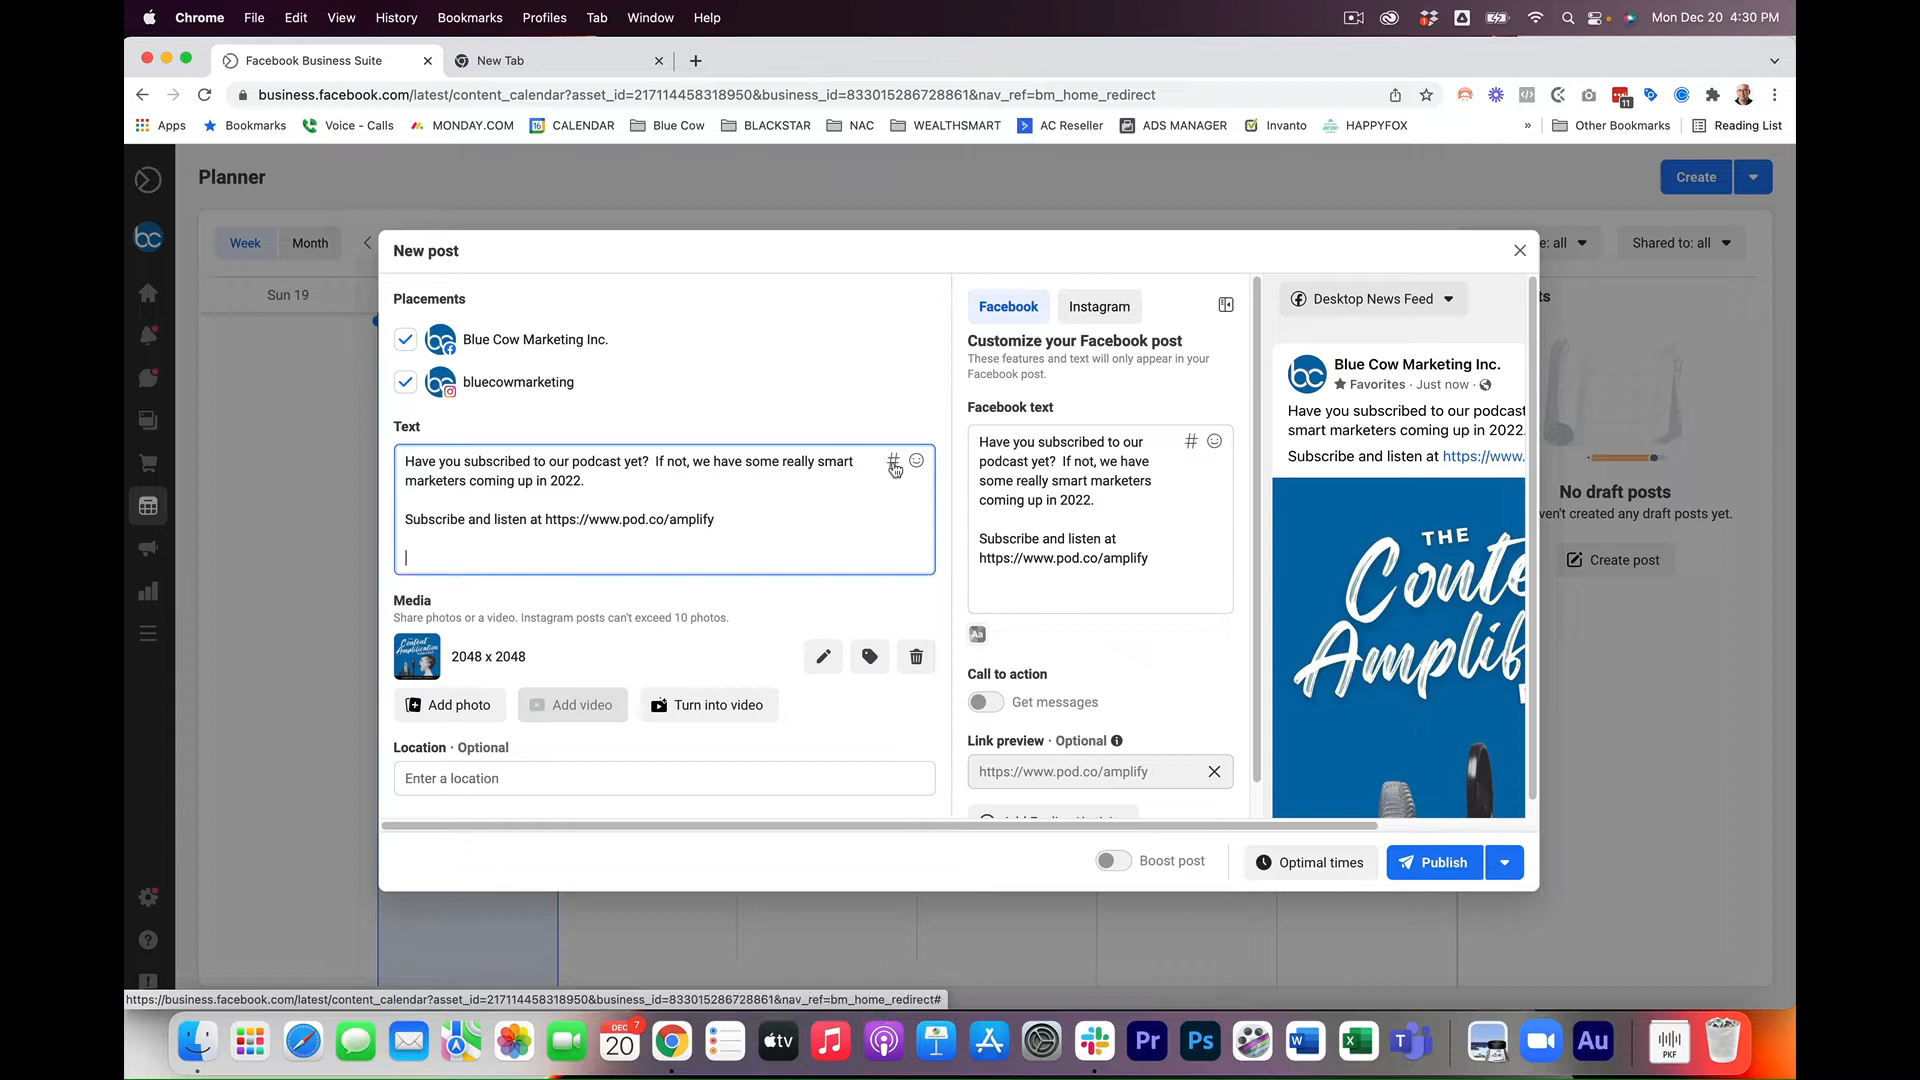 Chrome File Edit View History Bookmarks Profiles Tab Window Help
Mon Dec 20 4:30 PM
Facebook Business Suite
New Tab
business.facebook.com/latest/content_calendar?asset_id=217114458318950&business_id=833015286728861&nav_ref=bm_home_redirect
11
Apps Bookmarks Voice - Calls MONDAY.COM CALENDAR Blue Cow BLACKSTAR NAC WEALTHSMART AC Reseller ADS MANAGER Invanto HAPPYFOX » Other Bookmarks Reading List
Planner
Create
Week Month
e: all
Shared to: all
Sun 19
ts
New post
Placements
Blue Cow Marketing Inc.
bluecowmarketing
Text
Have you subscribed to our podcast yet? If not, we have some really smart
marketers coming up in 2022.
Subscribe and listen at https://www.pod.co/amplify
Media
Share photos or a video. Instagram posts can't exceed 10 photos.
2048 x 2048
Add photo
Add video
Turn into video
Location · Optional
Enter a location
Facebook
Instagram
Customize your Facebook post
These features and text will only appear in your
Facebook post.
Facebook text
Have you subscribed to our
podcast yet? If not, we have
some really smart marketers
coming up in 2022.
Subscribe and listen at
https://www.pod.co/amplify
Aa
Call to action
Get messages
Link preview · Optional
https://www.pod.co/amplify
Desktop News Feed
Blue Cow Marketing Inc.
Favorites · Just now ·
Have you subscribed to our podcast
smart marketers coming up in 2022.
Subscribe and listen at https://www.
THE
Conte
Amplif
No draft posts
ven't created any draft posts yet.
Create post
Boost post
Optimal times
Publish
https://business.facebook.com/latest/content_calendar?asset_id=217114458318950&business_id=833015286728861&nav_ref=bm_home_redirect#
DEC
20
7
tv
Pr
Ps
Au
PKF